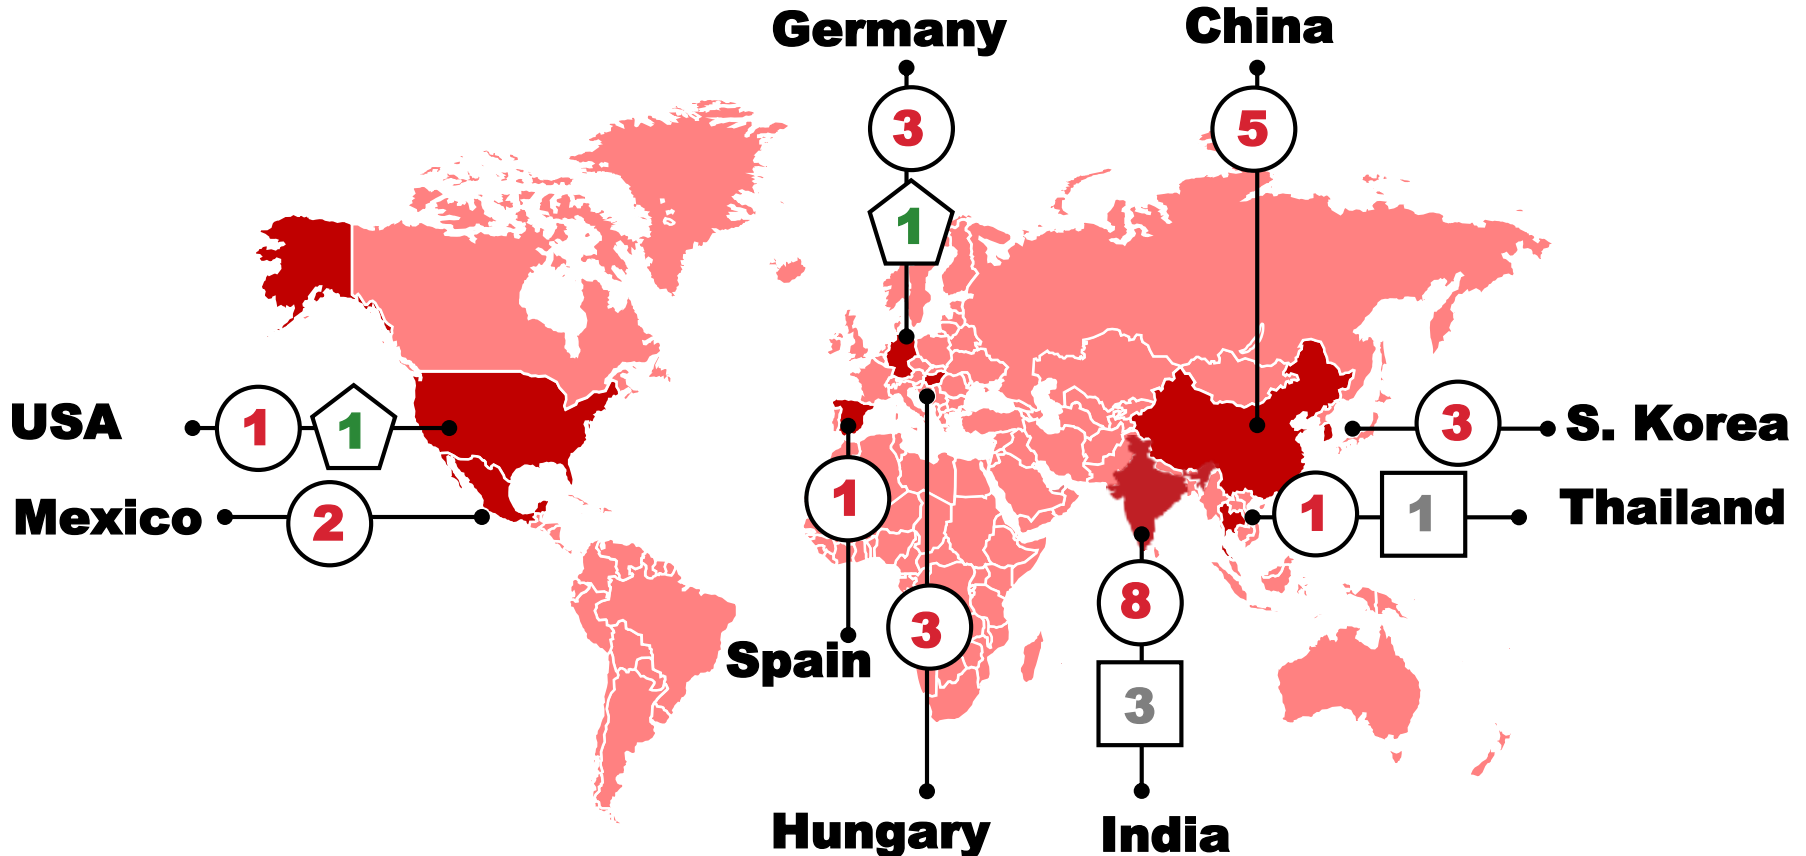 Germany
China
3
5
1
USA
1
1
3
S. Korea
Mexico
2
1
1
1
Thailand
8
3
Spain
3
Hungary
India